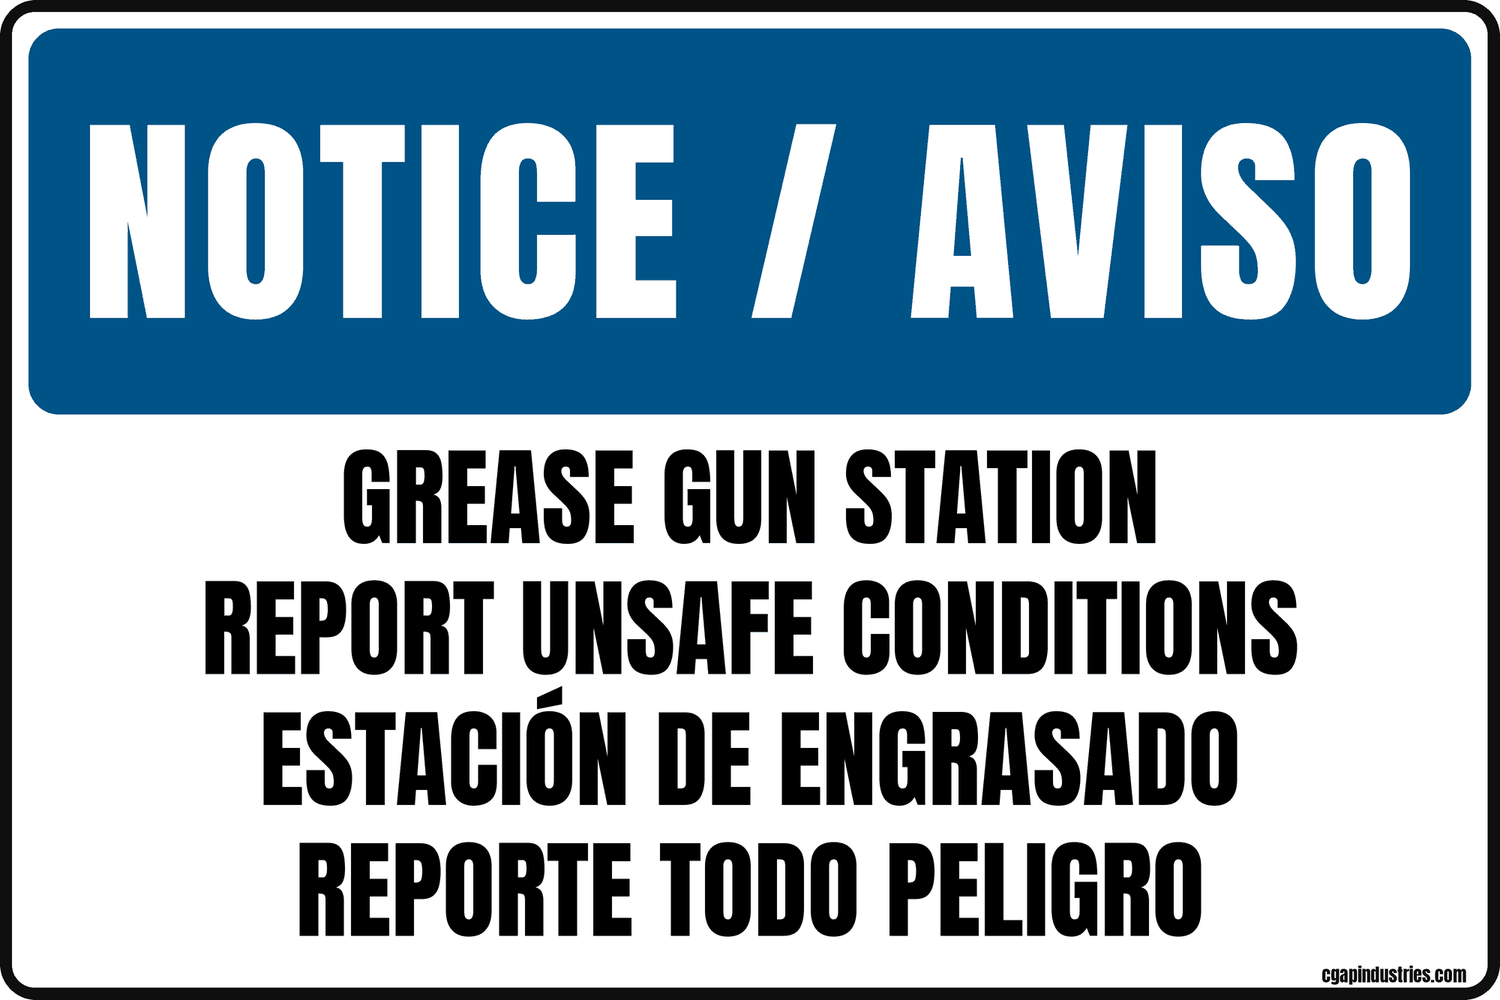 NOTICE / AVISO
GREASE GUN STATION
REPORT UNSAFE CONDITIONS
ESTACIÓN DE ENGRASADO
REPORTE TODO PELIGRO
cgapindustries.com